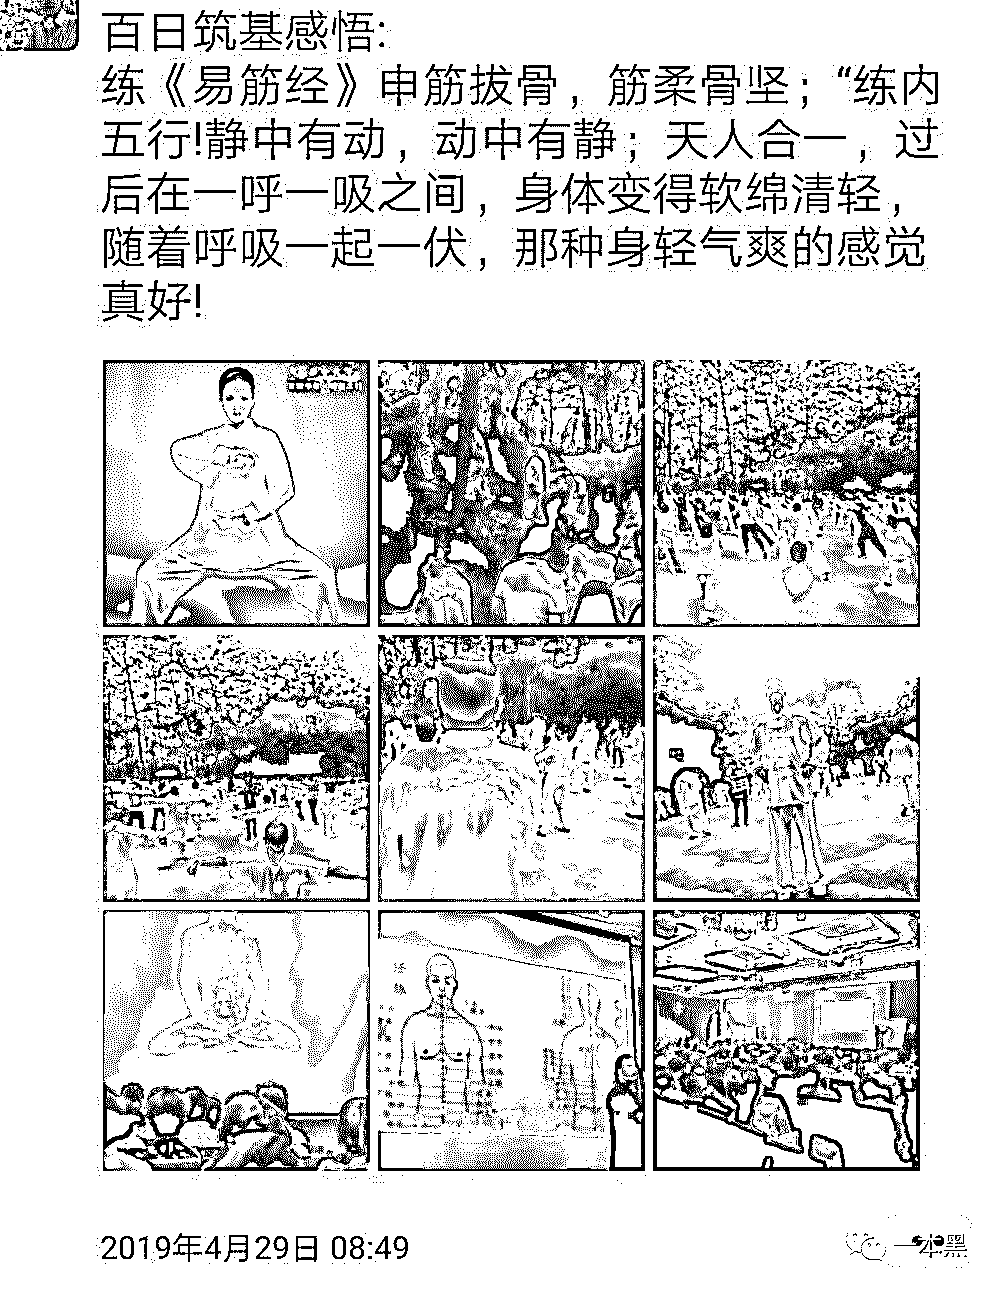 百日筑基感悟:
练《易筋经》申筋拔骨，筋柔骨坚；“练内
五行!静中有动，动中有静；天人合一，过
后在一呼一吸之间，身体变得软绵清轻，
随着呼吸一起一伏，那种身轻气爽的感觉
真好!
2019年4月29日 08:49
一本黑